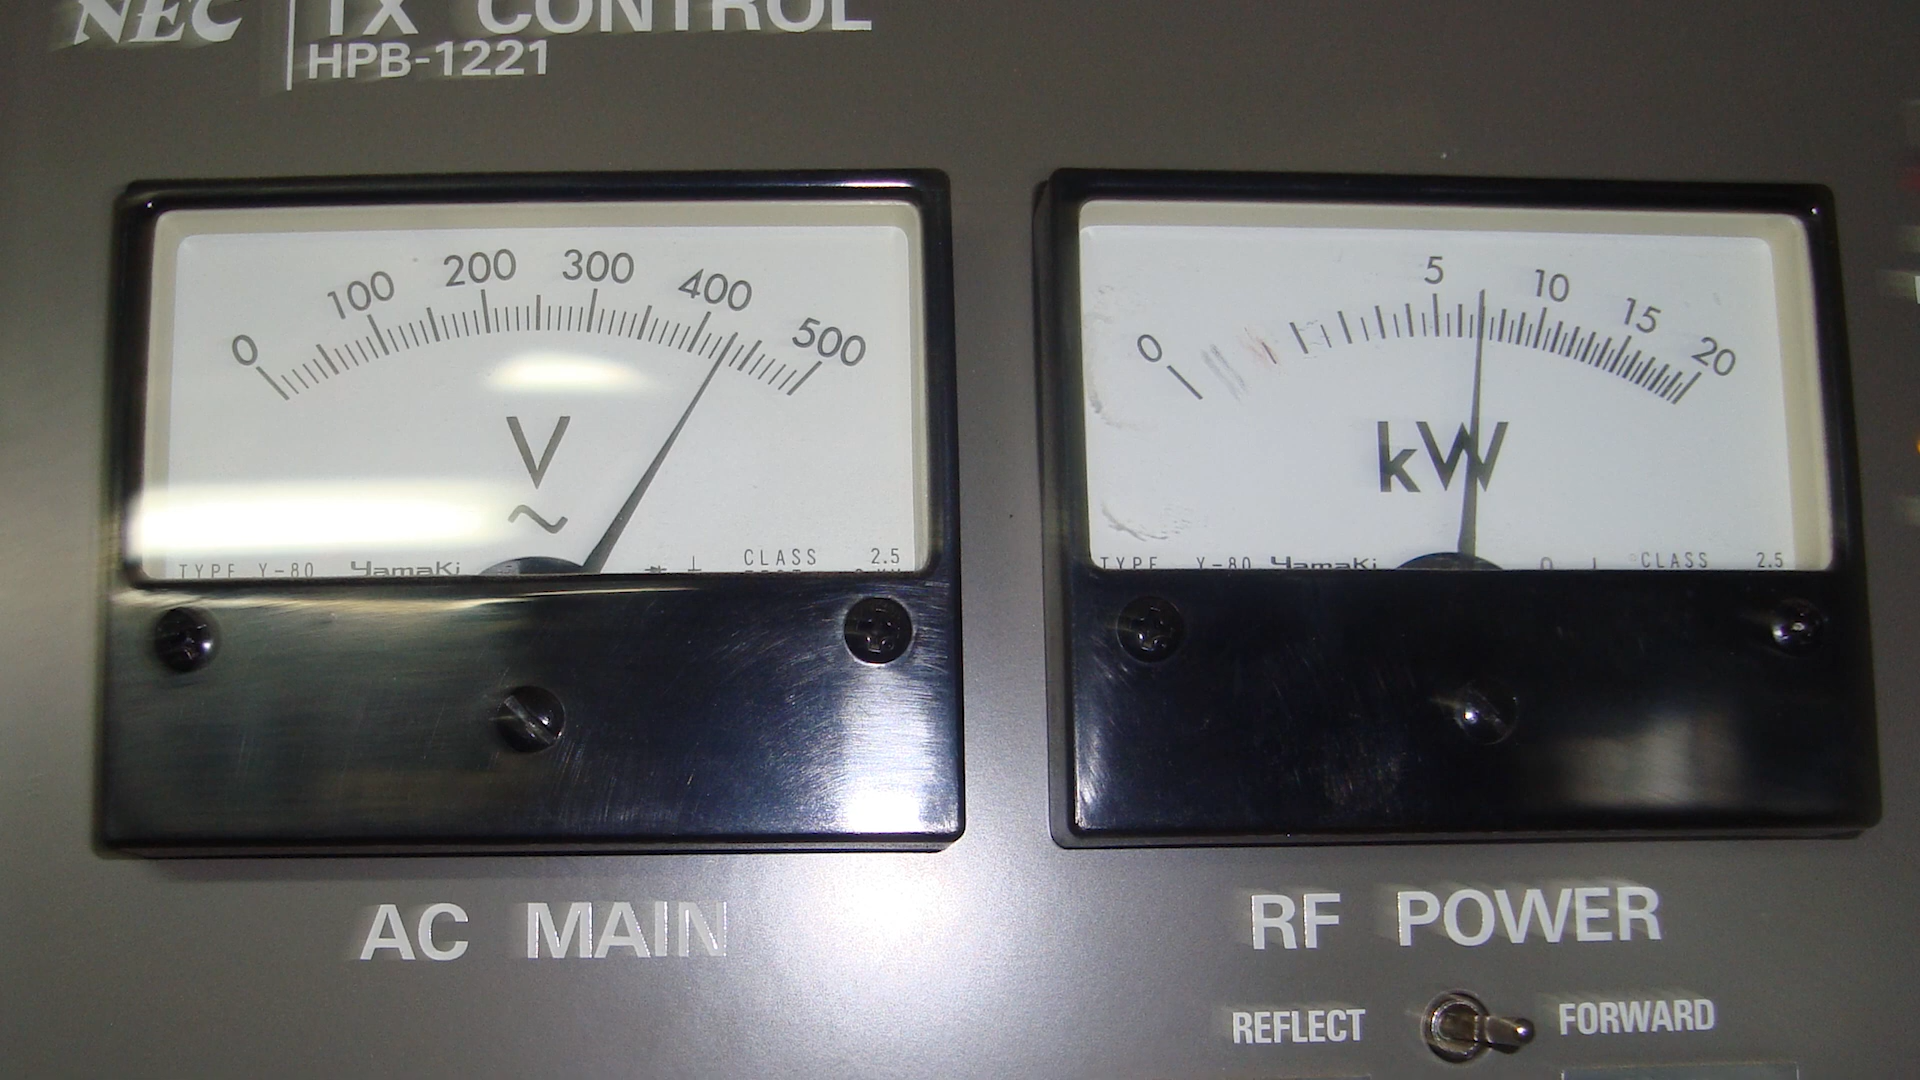 NEC TX CONTROL
HPB-1221
0 100 200 300 400 500
V
~
TYPE Y-80 Yamaki CLASS 2.5
0 5 10 15 20
kW
TYPE Y-80 Yamaki CLASS 2.5
AC MAIN
RF POWER
REFLECT FORWARD